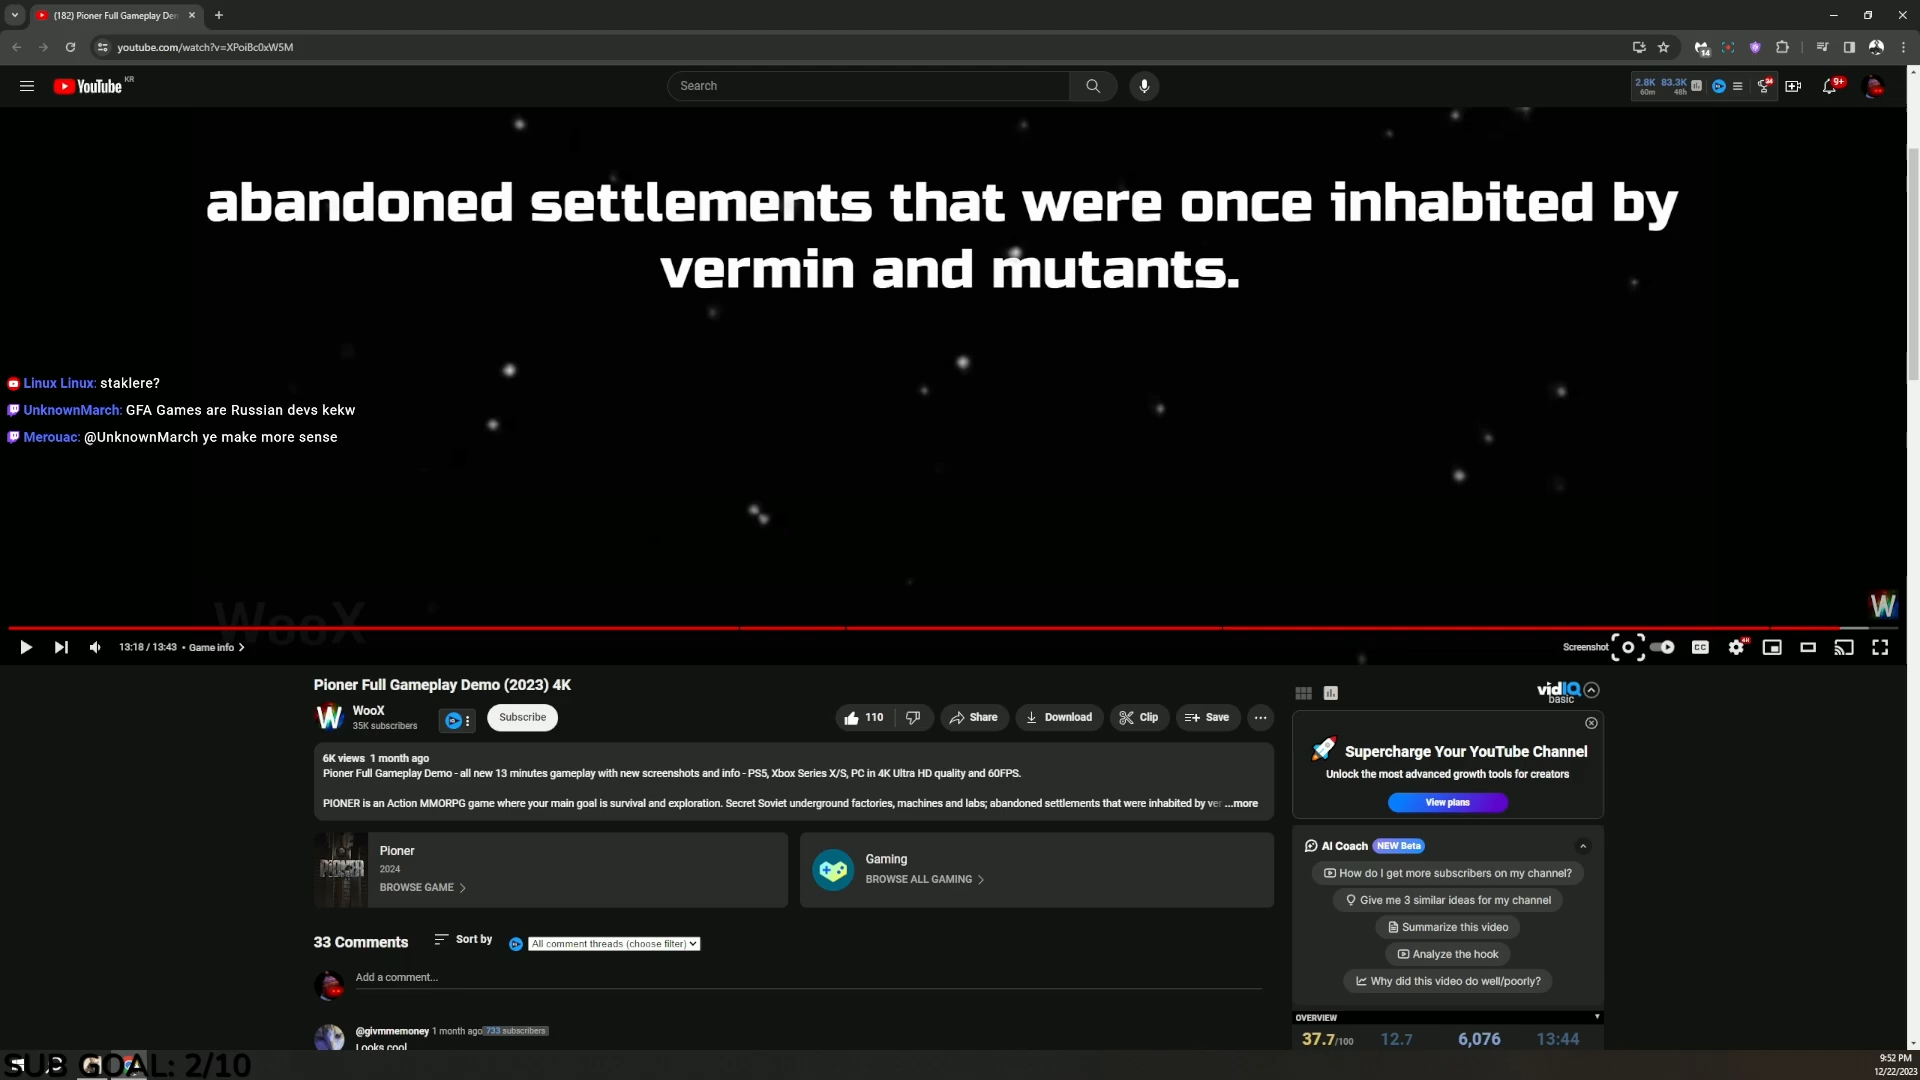 (182) Pioner Full Gameplay Den
youtube.com/watch?v=XPoiBc0xW5M
14
YouTube KR
Search
2.8K 83.3K
60m 48h
34
9+
abandoned settlements that were once inhabited by
vermin and mutants.
Linux Linux: staklere?
UnknownMarch: GFA Games are Russian devs kekw
Merouac: @UnknownMarch ye make more sense
WooX
W
13:18 / 13:43 • Game info
Screenshot
CC
4K
Pioner Full Gameplay Demo (2023) 4K
W
WooX
35K subscribers
Subscribe
110
Share
Download
Clip
Save
6K views 1 month ago
Pioner Full Gameplay Demo - all new 13 minutes gameplay with new screenshots and info - PS5, Xbox Series X/S, PC in 4K Ultra HD quality and 60FPS.
PIONER is an Action MMORPG game where your main goal is survival and exploration. Secret Soviet underground factories, machines and labs; abandoned settlements that were inhabited by ver ...more
PIONER
Pioner
2024
BROWSE GAME
Gaming
BROWSE ALL GAMING
33 Comments
Sort by
All comment threads (choose filter)
Add a comment...
@givmmemoney 1 month ago 733 subscribers
Looks cool
vidIQ
basic
Supercharge Your YouTube Channel
Unlock the most advanced growth tools for creators
View plans
AI Coach NEW Beta
How do I get more subscribers on my channel?
Give me 3 similar ideas for my channel
Summarize this video
Analyze the hook
Why did this video do well/poorly?
OVERVIEW
37.7/100 12.7 6,076 13:44
SUB GOAL: 2/10
9:52 PM
12/22/2023